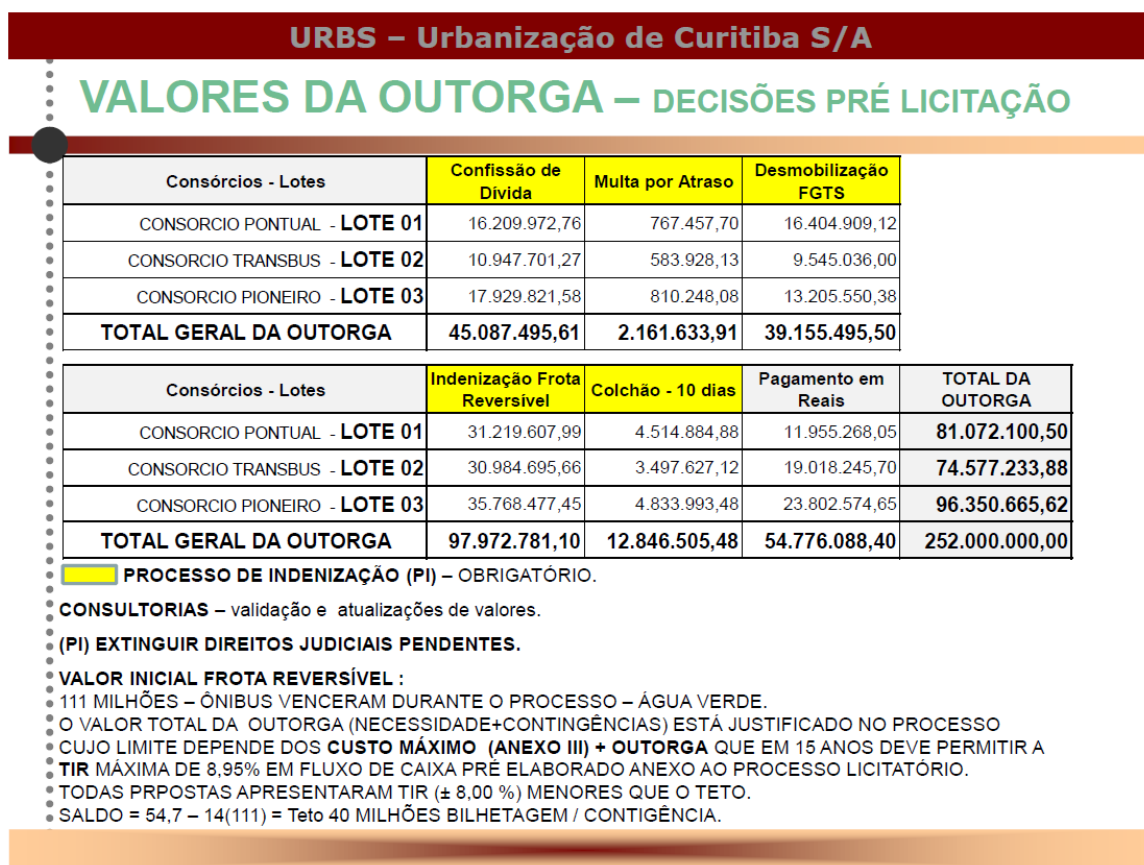 URBS – Urbanização de Curitiba S/A
VALORES DA OUTORGA – DECISÕES PRÉ LICITAÇÃO
Consórcios - Lotes Confissão de Dívida Multa por Atraso Desmobilização FGTS
CONSORCIO PONTUAL - LOTE 01 16.209.972,76 767.457,70 16.404.909,12
CONSORCIO TRANSBUS - LOTE 02 10.947.701,27 583.928,13 9.545.036,00
CONSORCIO PIONEIRO - LOTE 03 17.929.821,58 810.248,08 13.205.550,38
TOTAL GERAL DA OUTORGA 45.087.495,61 2.161.633,91 39.155.495,50
Consórcios - Lotes Indenização Frota Reversível Colchão - 10 dias Pagamento em Reais TOTAL DA OUTORGA
CONSORCIO PONTUAL - LOTE 01 31.219.607,99 4.514.884,88 11.955.268,05 81.072.100,50
CONSORCIO TRANSBUS - LOTE 02 30.984.695,66 3.497.627,12 19.018.245,70 74.577.233,88
CONSORCIO PIONEIRO - LOTE 03 35.768.477,45 4.833.993,48 23.802.574,65 96.350.665,62
TOTAL GERAL DA OUTORGA 97.972.781,10 12.846.505,48 54.776.088,40 252.000.000,00
PROCESSO DE INDENIZAÇÃO (PI) – OBRIGATÓRIO.
CONSULTORIAS – validação e atualizações de valores.
(PI) EXTINGUIR DIREITOS JUDICIAIS PENDENTES.
VALOR INICIAL FROTA REVERSÍVEL :
111 MILHÕES – ÔNIBUS VENCERAM DURANTE O PROCESSO – ÁGUA VERDE.
O VALOR TOTAL DA OUTORGA (NECESSIDADE+CONTINGÊNCIAS) ESTÁ JUSTIFICADO NO PROCESSO
CUJO LIMITE DEPENDE DOS CUSTO MÁXIMO (ANEXO III) + OUTORGA QUE EM 15 ANOS DEVE PERMITIR A
TIR MÁXIMA DE 8,95% EM FLUXO DE CAIXA PRÉ ELABORADO ANEXO AO PROCESSO LICITATÓRIO.
TODAS PRPOSTAS APRESENTARAM TIR (± 8,00 %) MENORES QUE O TETO.
SALDO = 54,7 – 14(111) = Teto 40 MILHÕES BILHETAGEM / CONTIGÊNCIA.